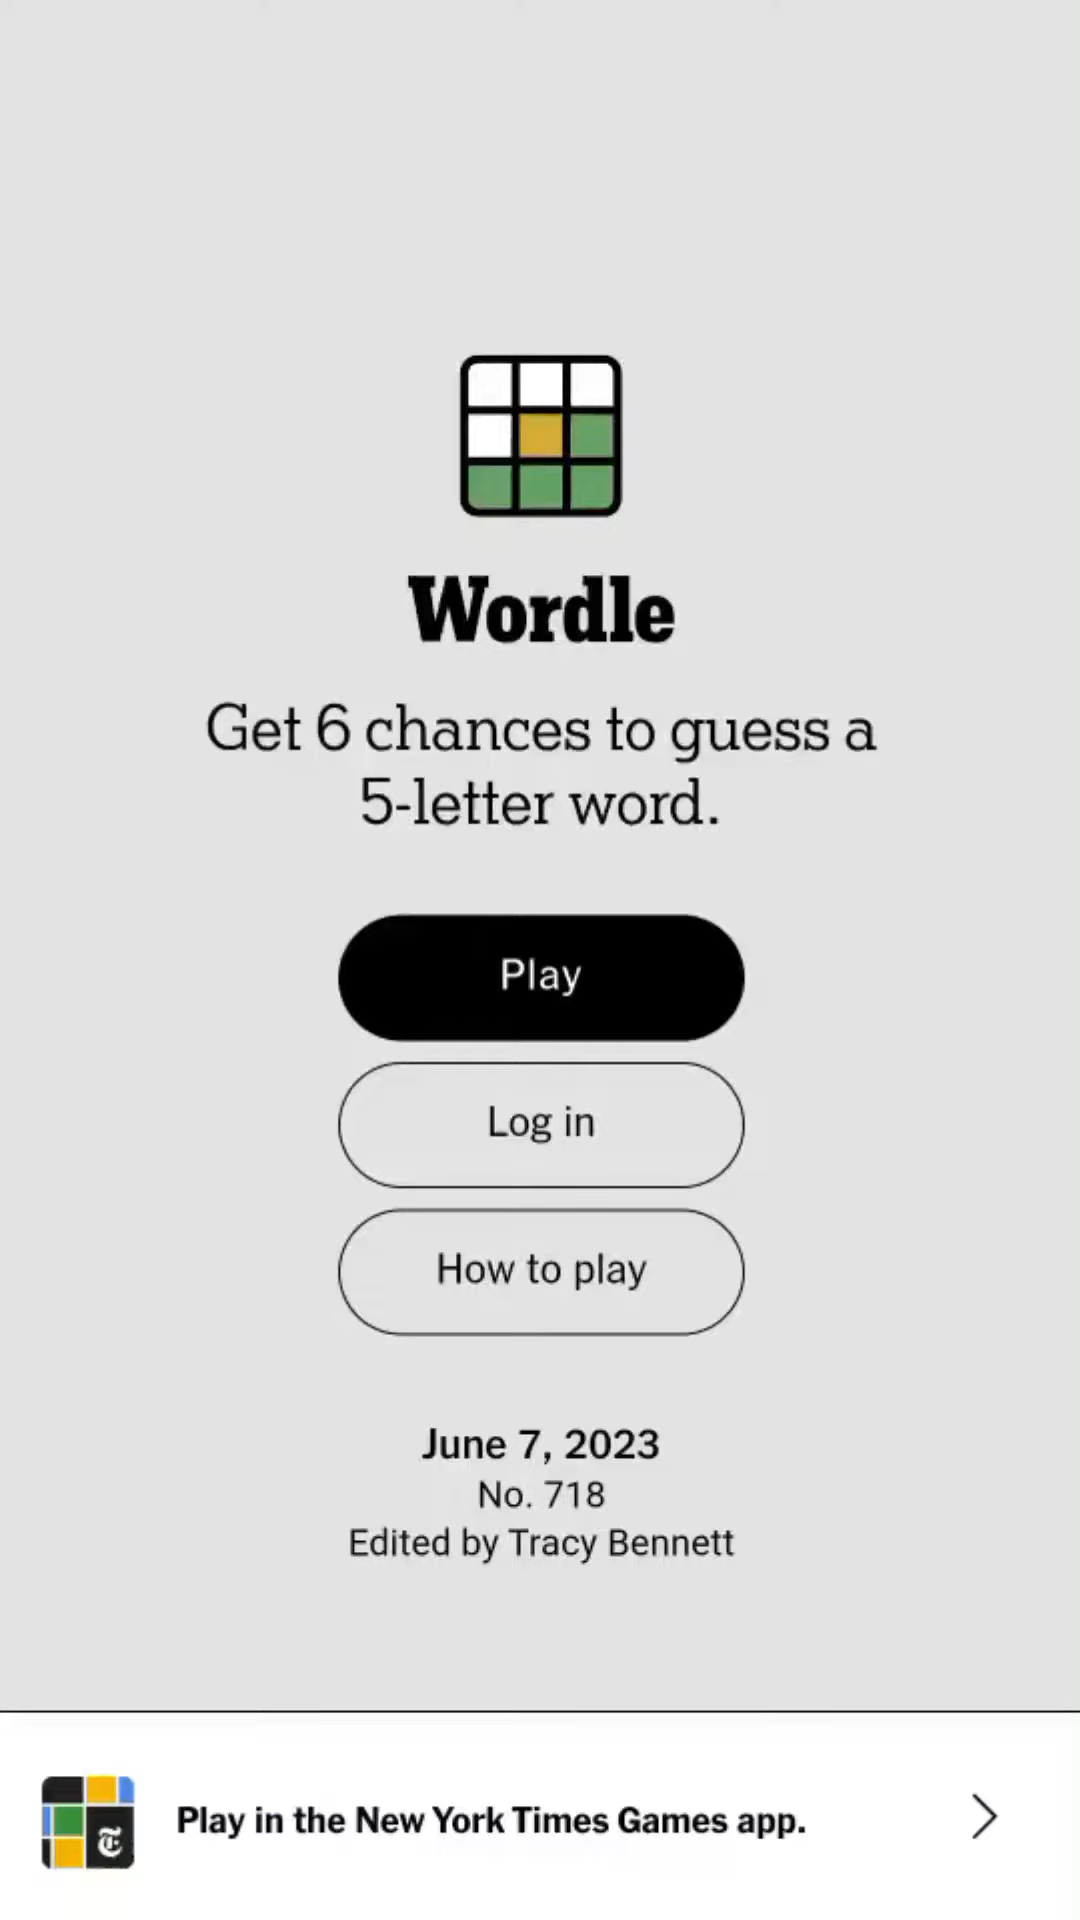 Wordle
Get 6 chances to guess a
5-letter word.
Play
Log in
How to play
June 7, 2023
No. 718
Edited by Tracy Bennett
Play in the New York Times Games app.